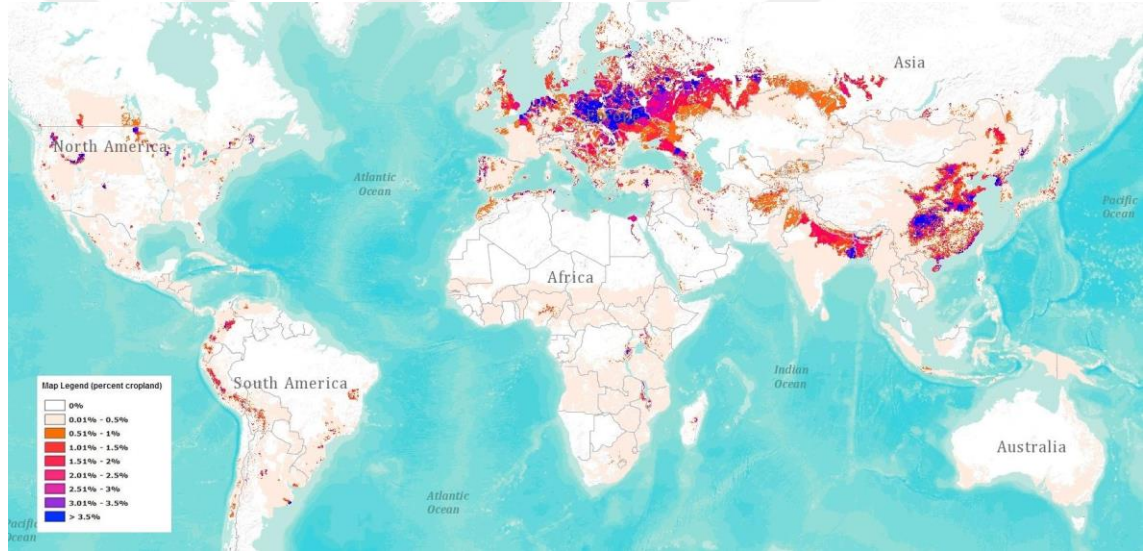 Asia
North America
Atlantic
Ocean
Pacific
Ocean
Africa
Indian
Ocean
South America
Map Legend (percent cropland)
0%
0.01% - 0.5%
0.51% - 1%
1.01% - 1.5%
1.51% - 2%
2.01% - 2.5%
2.51% - 3%
3.01% - 3.5%
> 3.5%
Australia
Atlantic
Ocean
Pacific
Ocean